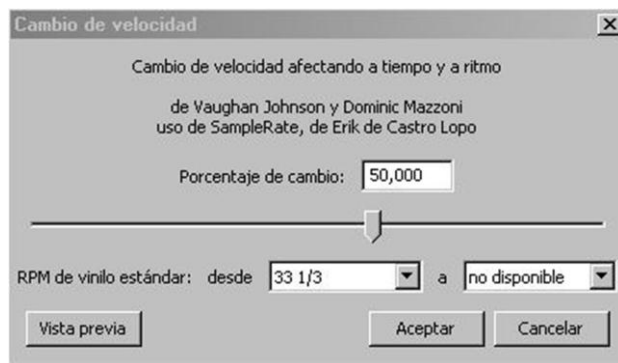 Cambio de velocidad
Cambio de velocidad afectando a tiempo y a ritmo
de Vaughan Johnson y Dominic Mazzoni
uso de SampleRate, de Erik de Castro Lopo
Porcentaje de cambio: 50,000
RPM de vinilo estándar: desde 33 1/3 a no disponible
Vista previa Aceptar Cancelar